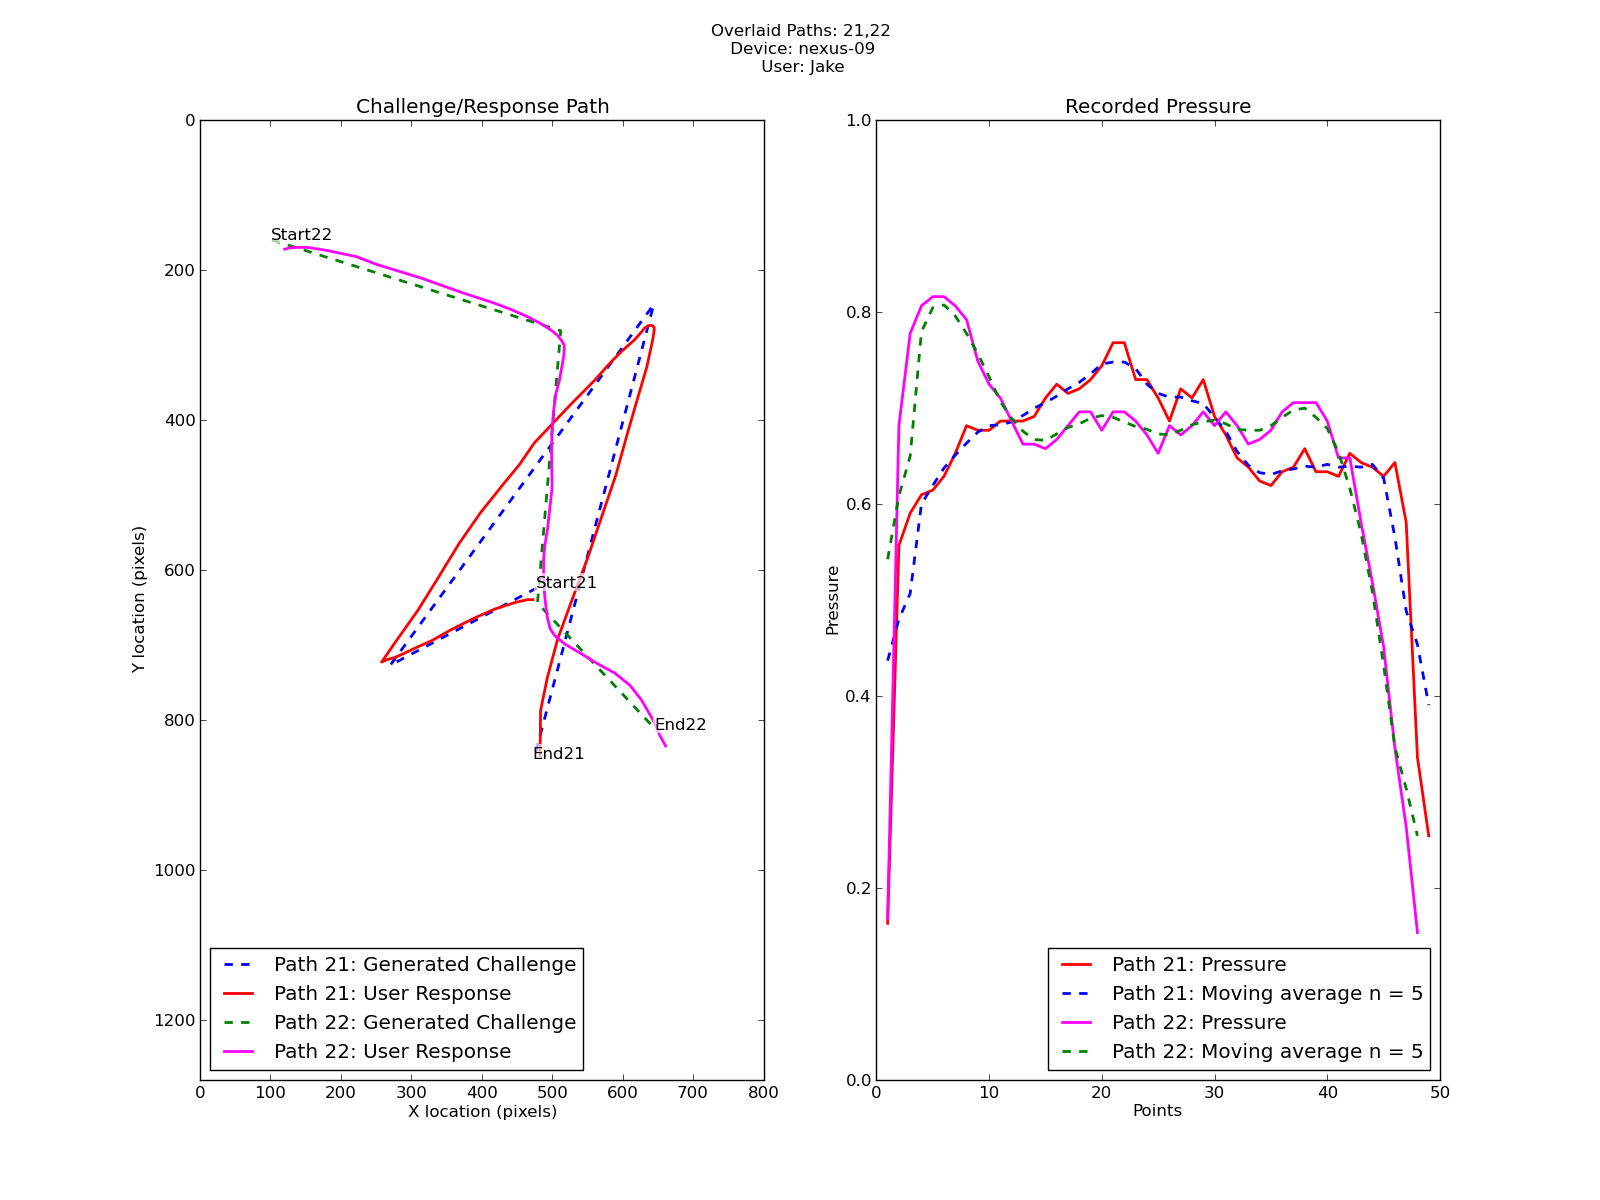 Overlaid Paths: 21,22
Device: nexus-09
User: Jake
Challenge/Response Path
0
200
400
600
800
1000
1200
Y location (pixels)
Start22
Start21
End22
End21
Path 21: Generated Challenge
Path 21: User Response
Path 22: Generated Challenge
Path 22: User Response
0 100 200 300 400 500 600 700 800
X location (pixels)
Recorded Pressure
1.0
0.8
0.6
0.4
0.2
0.0
Pressure
Path 21: Pressure
Path 21: Moving average n = 5
Path 22: Pressure
Path 22: Moving average n = 5
0 10 20 30 40 50
Points